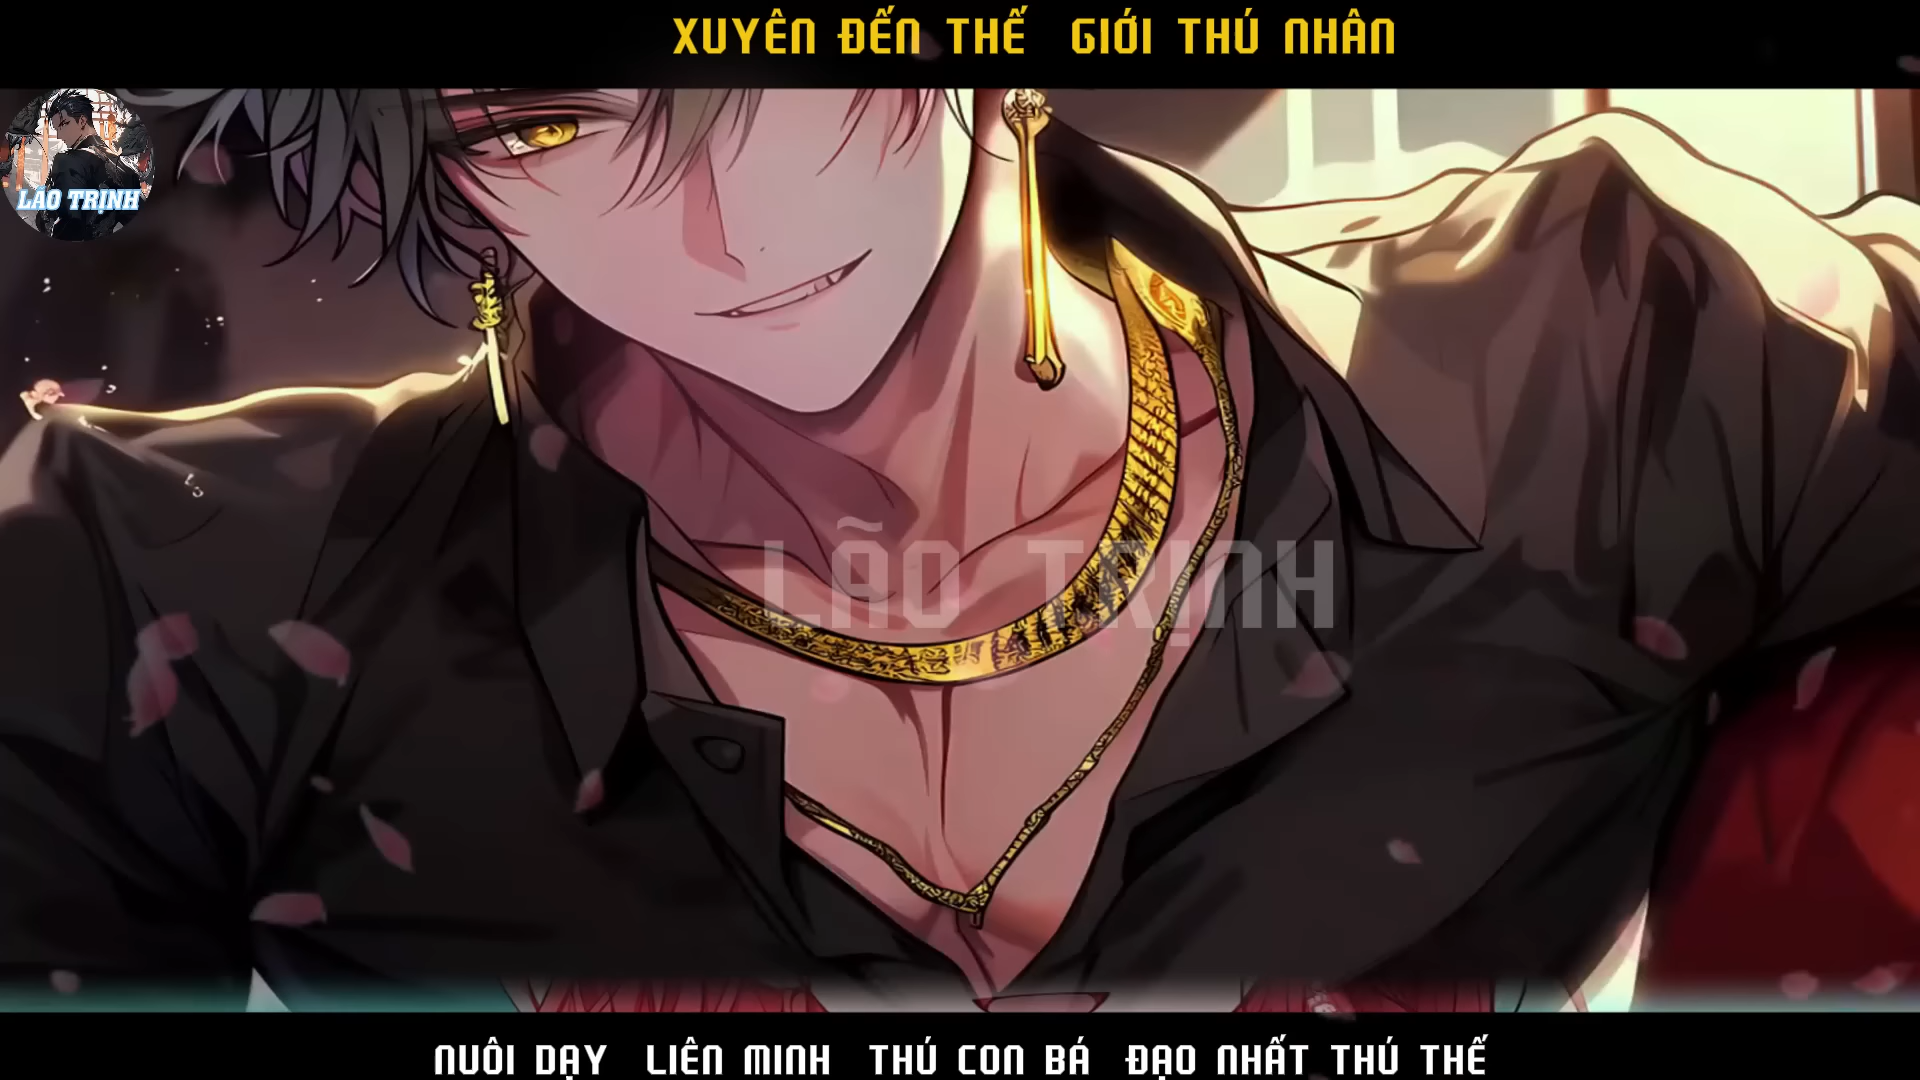 XUYÊN ĐẾN THẾ GIỚI THÚ NHÂN
LÃO TRỊNH
LÃO TRỊNH
NUÔI DẠY LIÊN MINH THÚ CON BÁ ĐẠO NHẤT THÚ THẾ